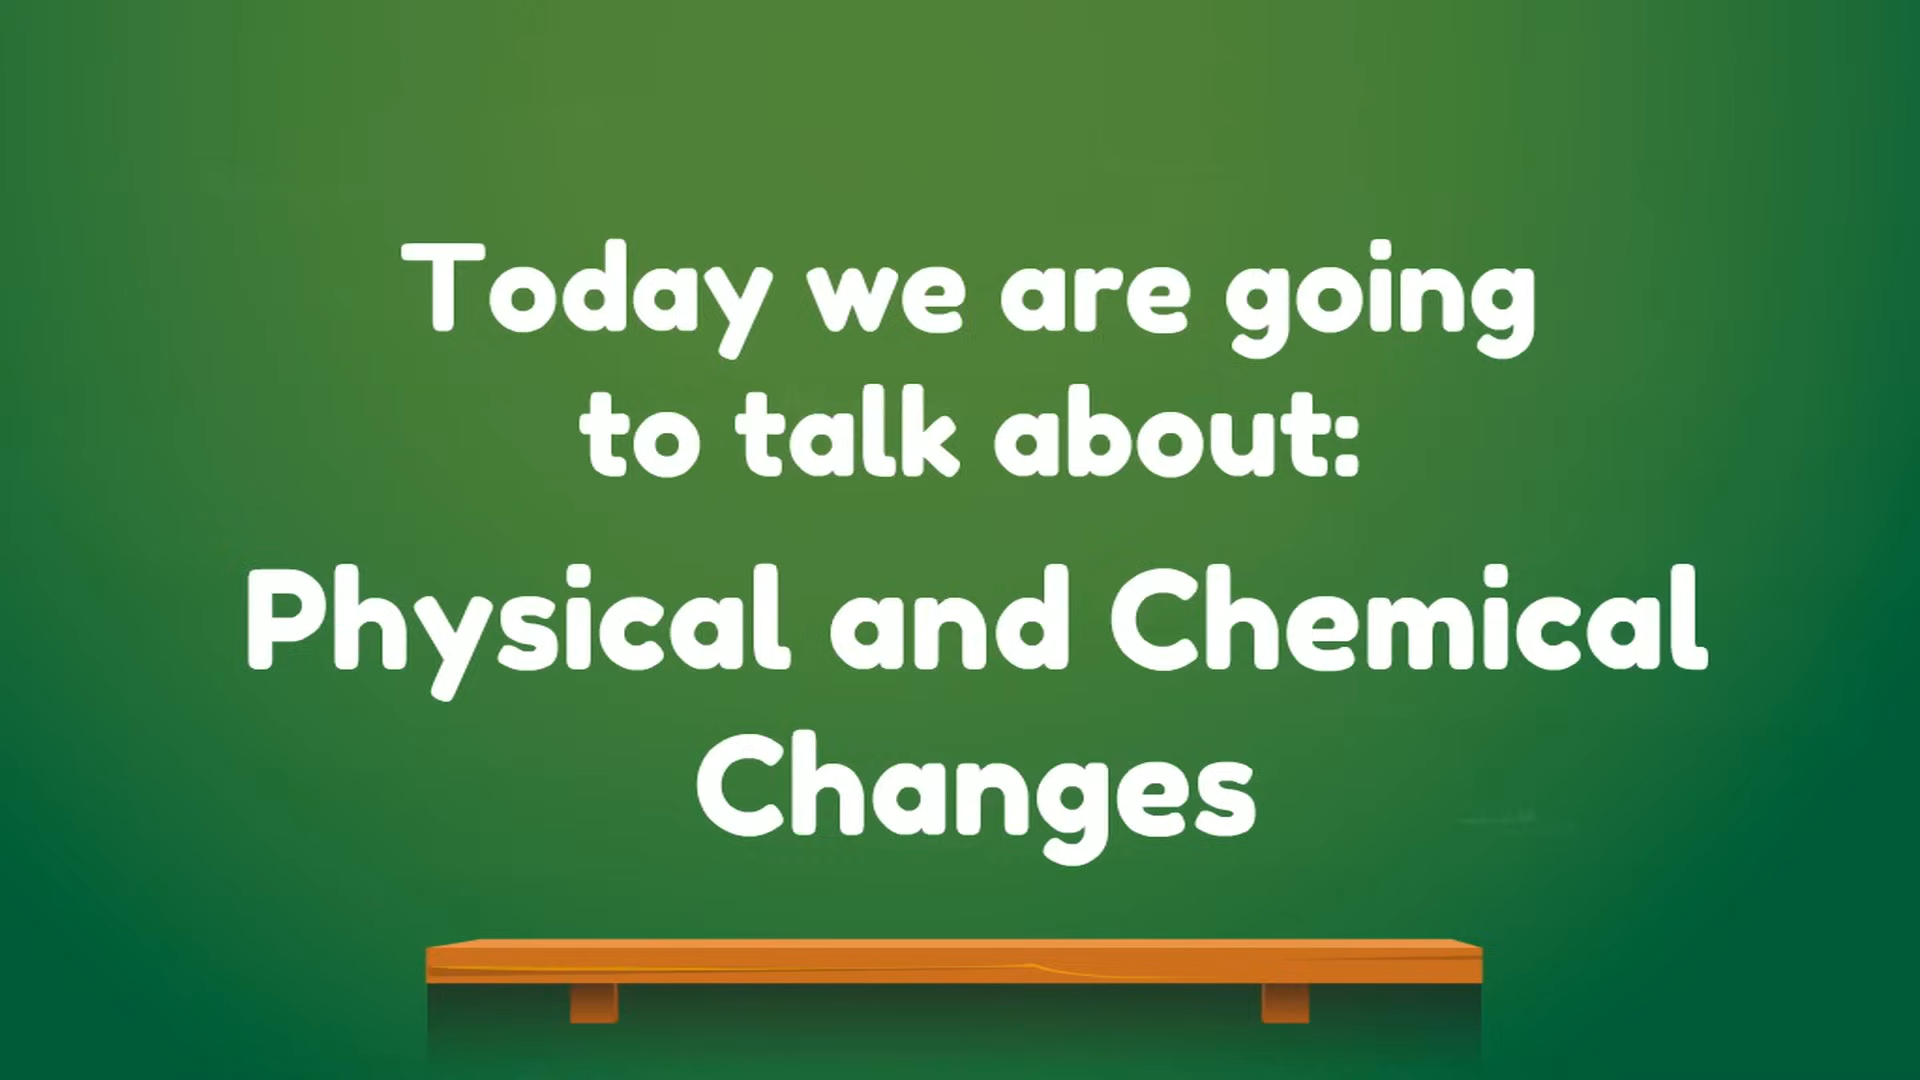 Today we are going
to talk about:
Physical and Chemical
Changes